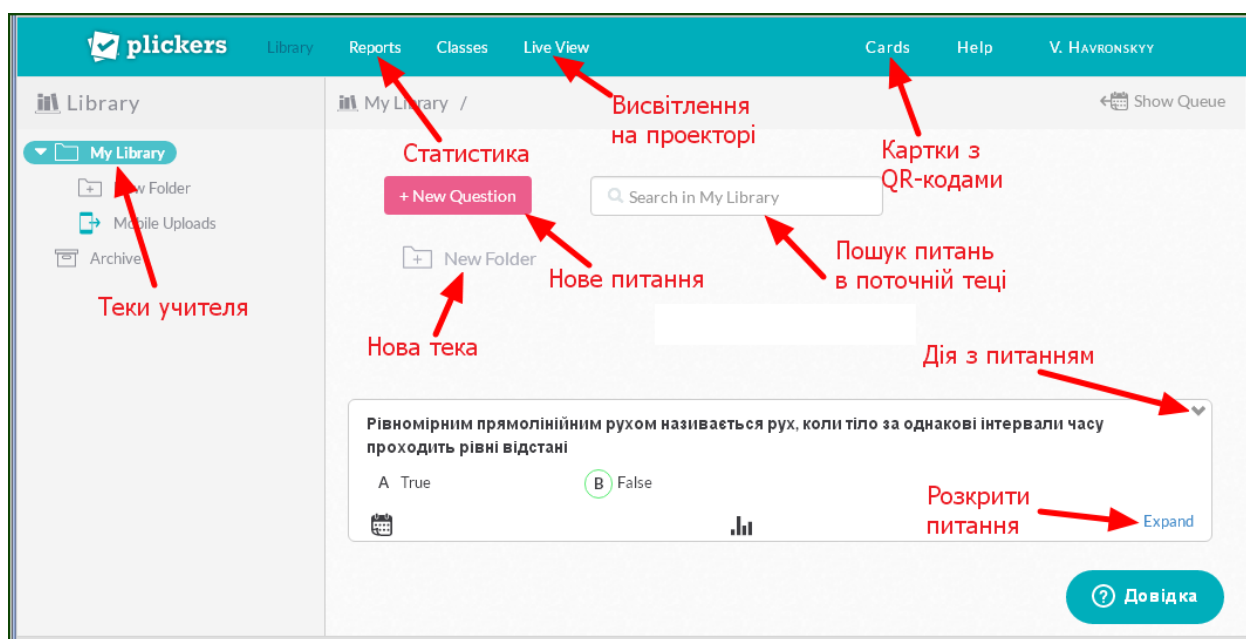 plickers Library Reports Classes Live View Cards Help V. HAVRONSKYY
Library
My Library /
Show Queue
Висвітлення
на проекторі
My Library
Статистика
Картки з
QR-кодами
New Folder
+ New Question
Search in My Library
Mobile Uploads
Archive
New Folder
Нове питання
Пошук питань
в поточній теці
Теки учителя
Нова тека
Дія з питанням
Рівномірним прямолінійним рухом називається рух, коли тіло за однакові інтервали часу
проходить рівні відстані
A True
B False
Розкрити
питання
Expand
Довідка